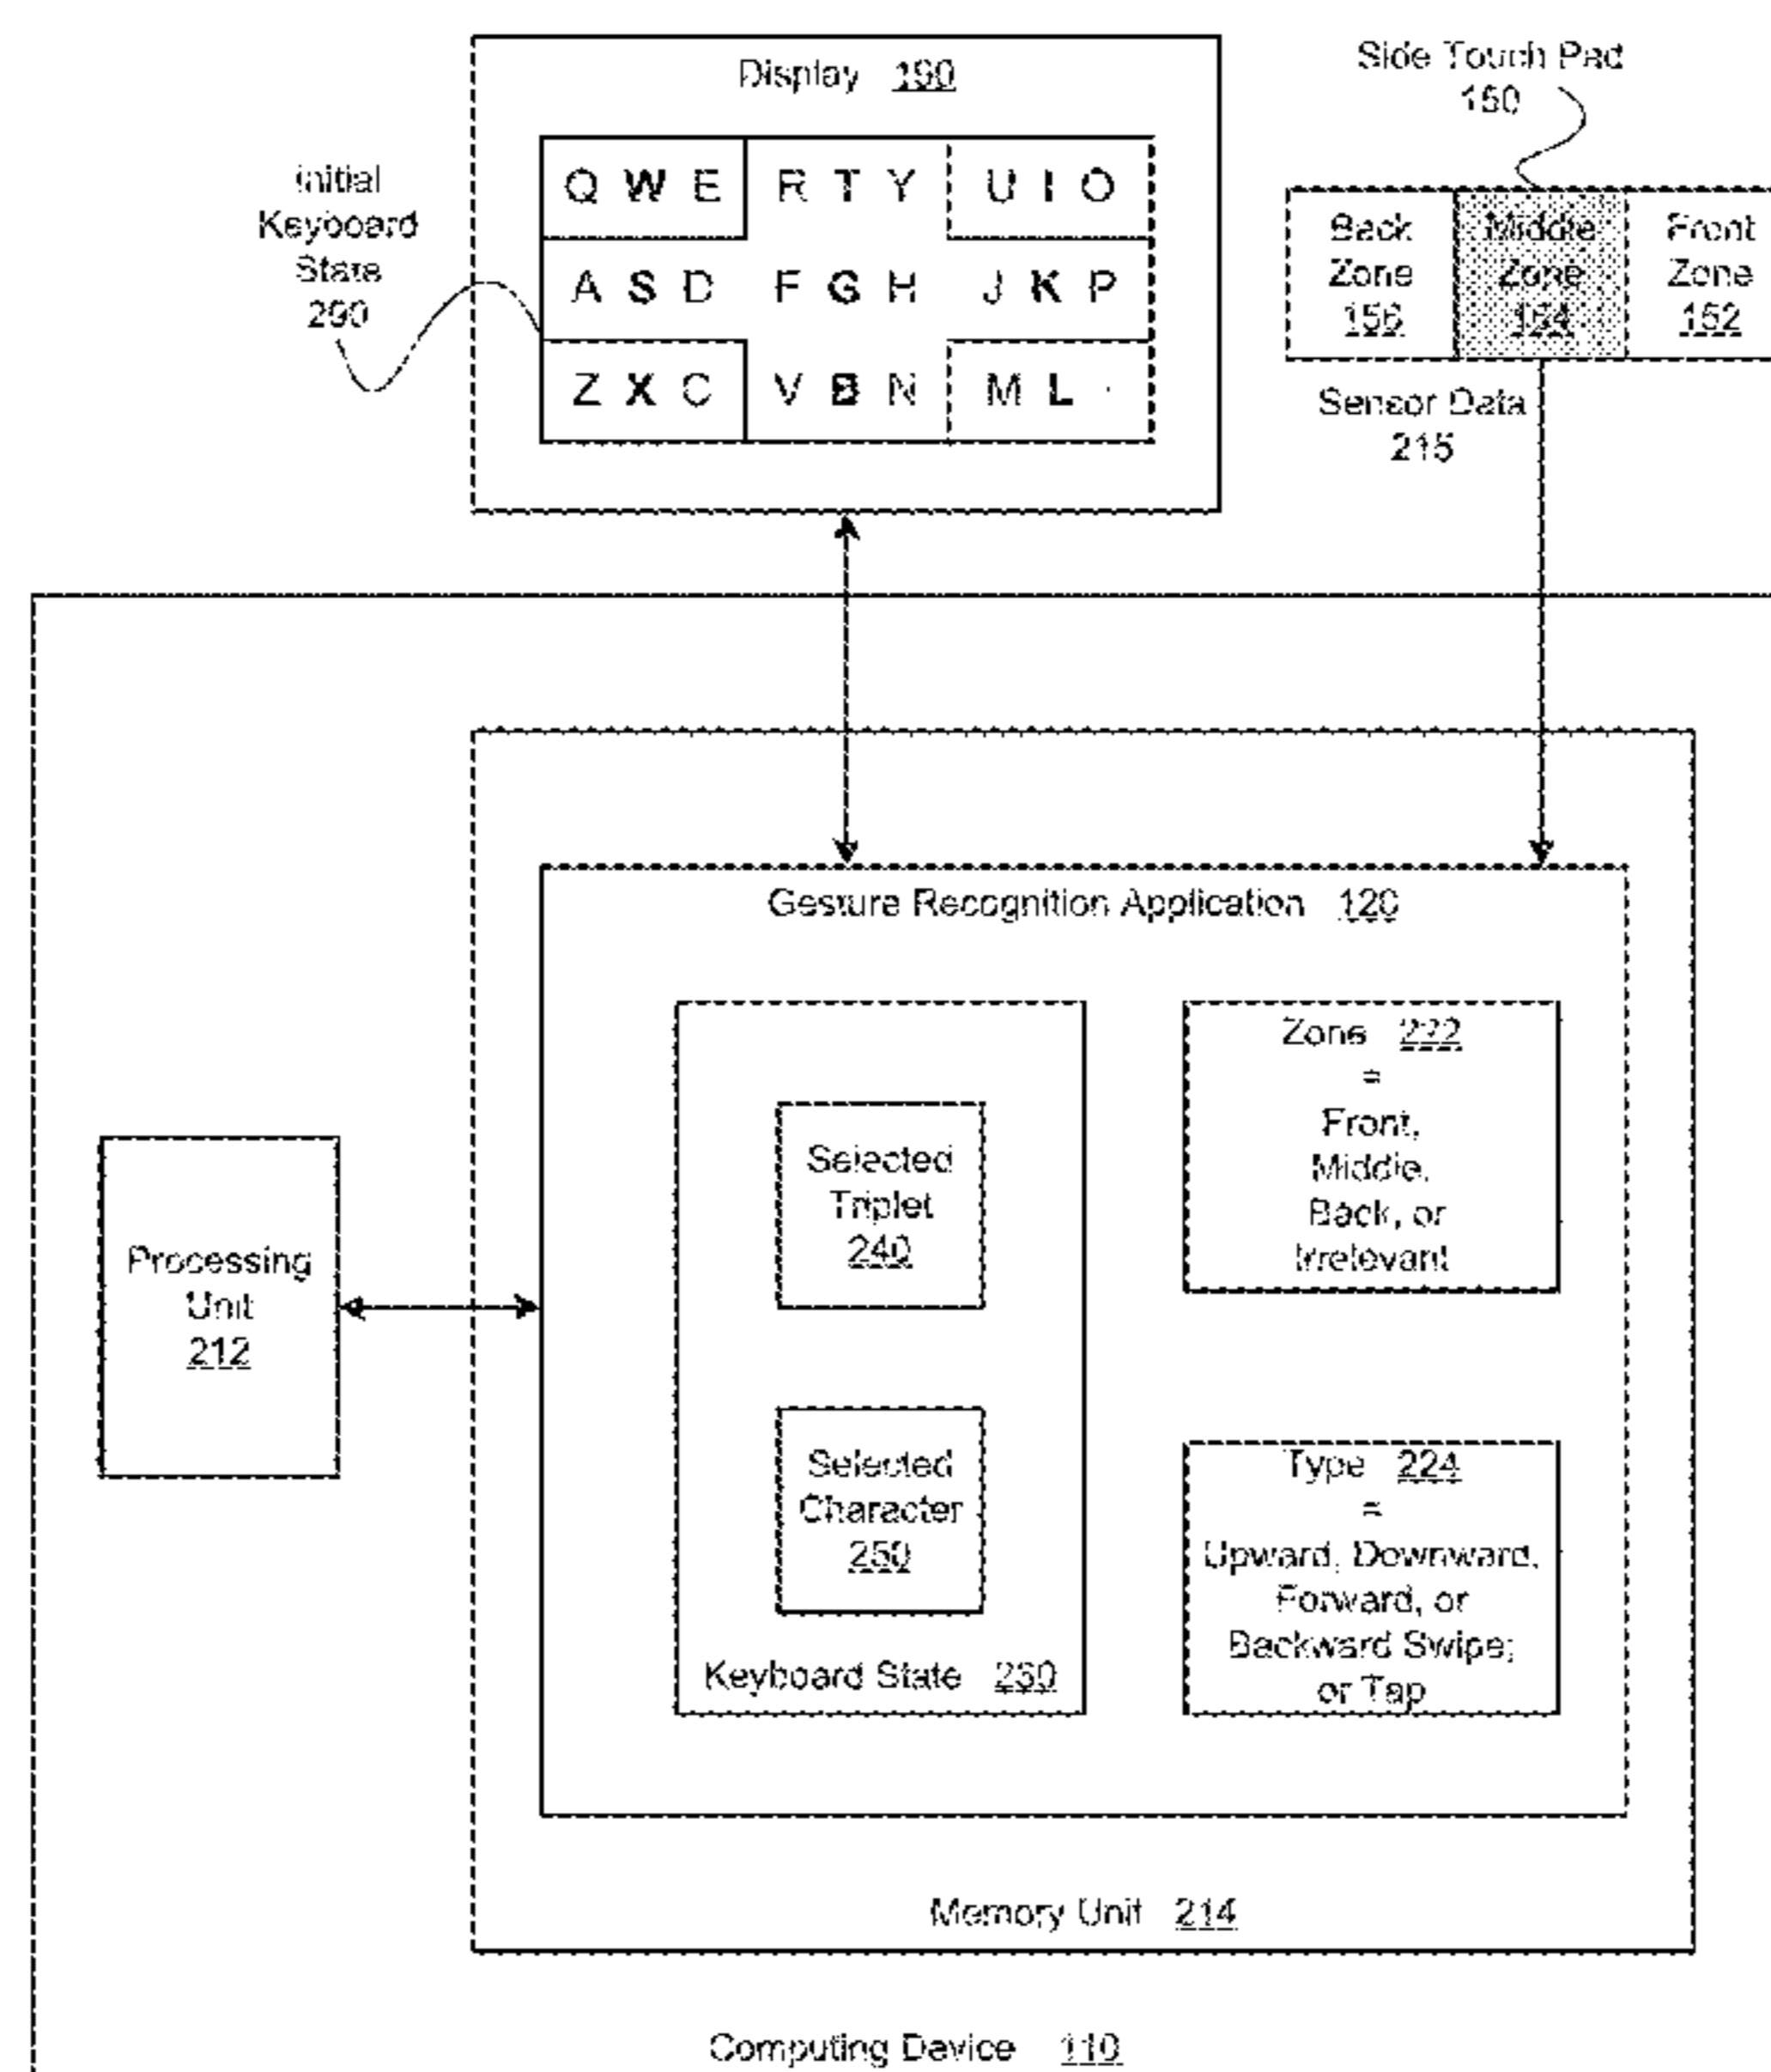 Display 190
Q W E R T Y U I O
A S D F G H J K P
Z X C V B N M L .
Initial
Keyboard
State
290
Side Touch Pad
150
Back
Zone
156
Middle
Zone
154
Front
Zone
152
Sensor Data
215
Gesture Recognition Application 120
Selected
Triplet
240
Selected
Character
250
Keyboard State 230
Zone 222
=
Front,
Middle,
Back, or
Irrelevant
Type 224
=
Upward, Downward,
Forward, or
Backward Swipe;
or Tap
Processing
Unit
212
Memory Unit 214
Computing Device 110